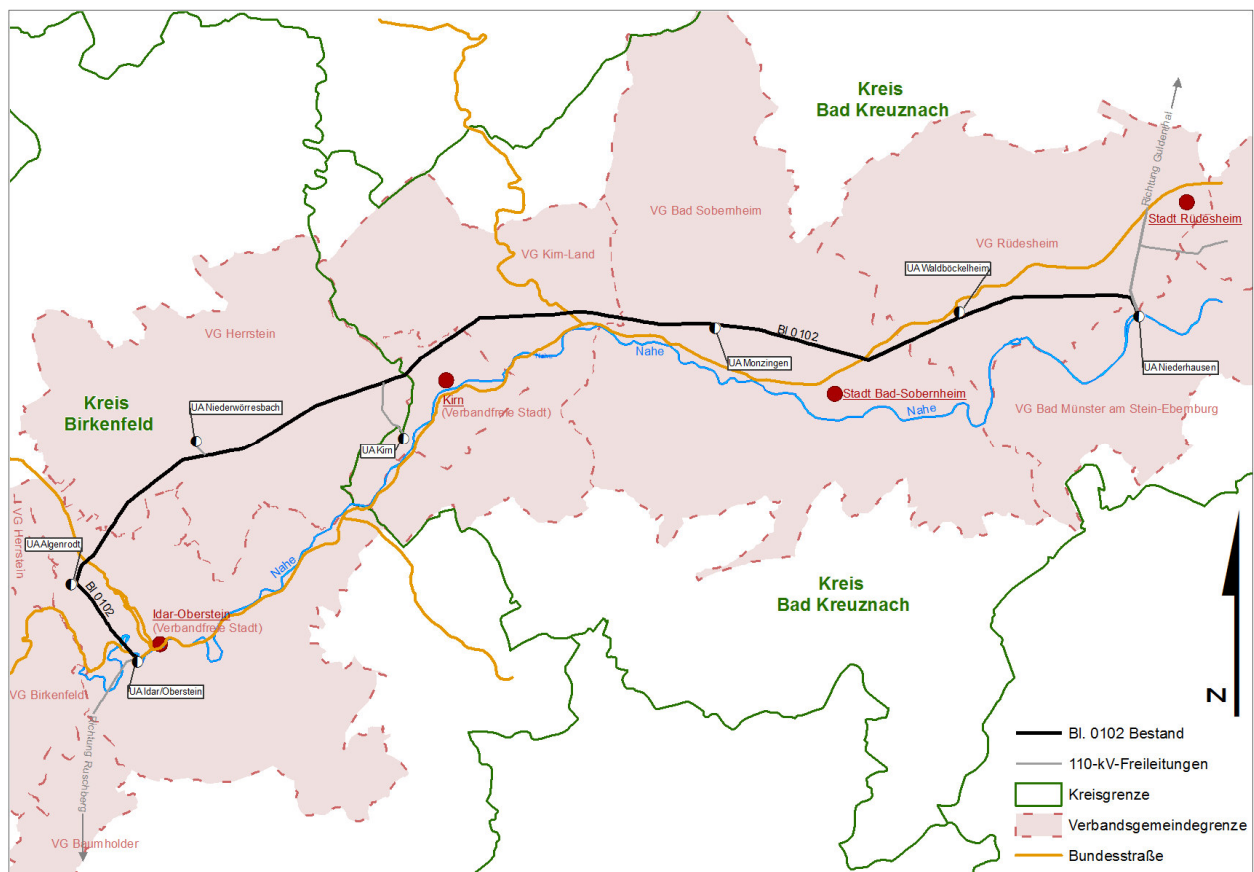 Kreis
Bad Kreuznach
Richtung Guldenthal
Stadt Rüdesheim
VG Bad Sobernheim
VG Rüdesheim
VG Kirn-Land
UA Waldböckelheim
VG Herrstein
Bl 0102
Nahe
Nahe
UA Monzingen
UA Niederhausen
Kirn
(Verbandfreie Stadt)
Stadt Bad-Sobernheim
Kreis
Birkenfeld
UA Niederwörresbach
Nahe
VG Bad Münster am Stein-Ebernburg
UA Kirn
VG Herrstein
UA Algenrodt
Nahe
Bl 0102
Kreis
Bad Kreuznach
Idar-Oberstein
(Verbandfreie Stadt)
VG Birkenfeldt
UA Idar/Oberstein
Richtung Ruschberg
VG Baumholder
N
Bl. 0102 Bestand
110-kV-Freileitungen
Kreisgrenze
Verbandsgemeindegrenze
Bundesstraße